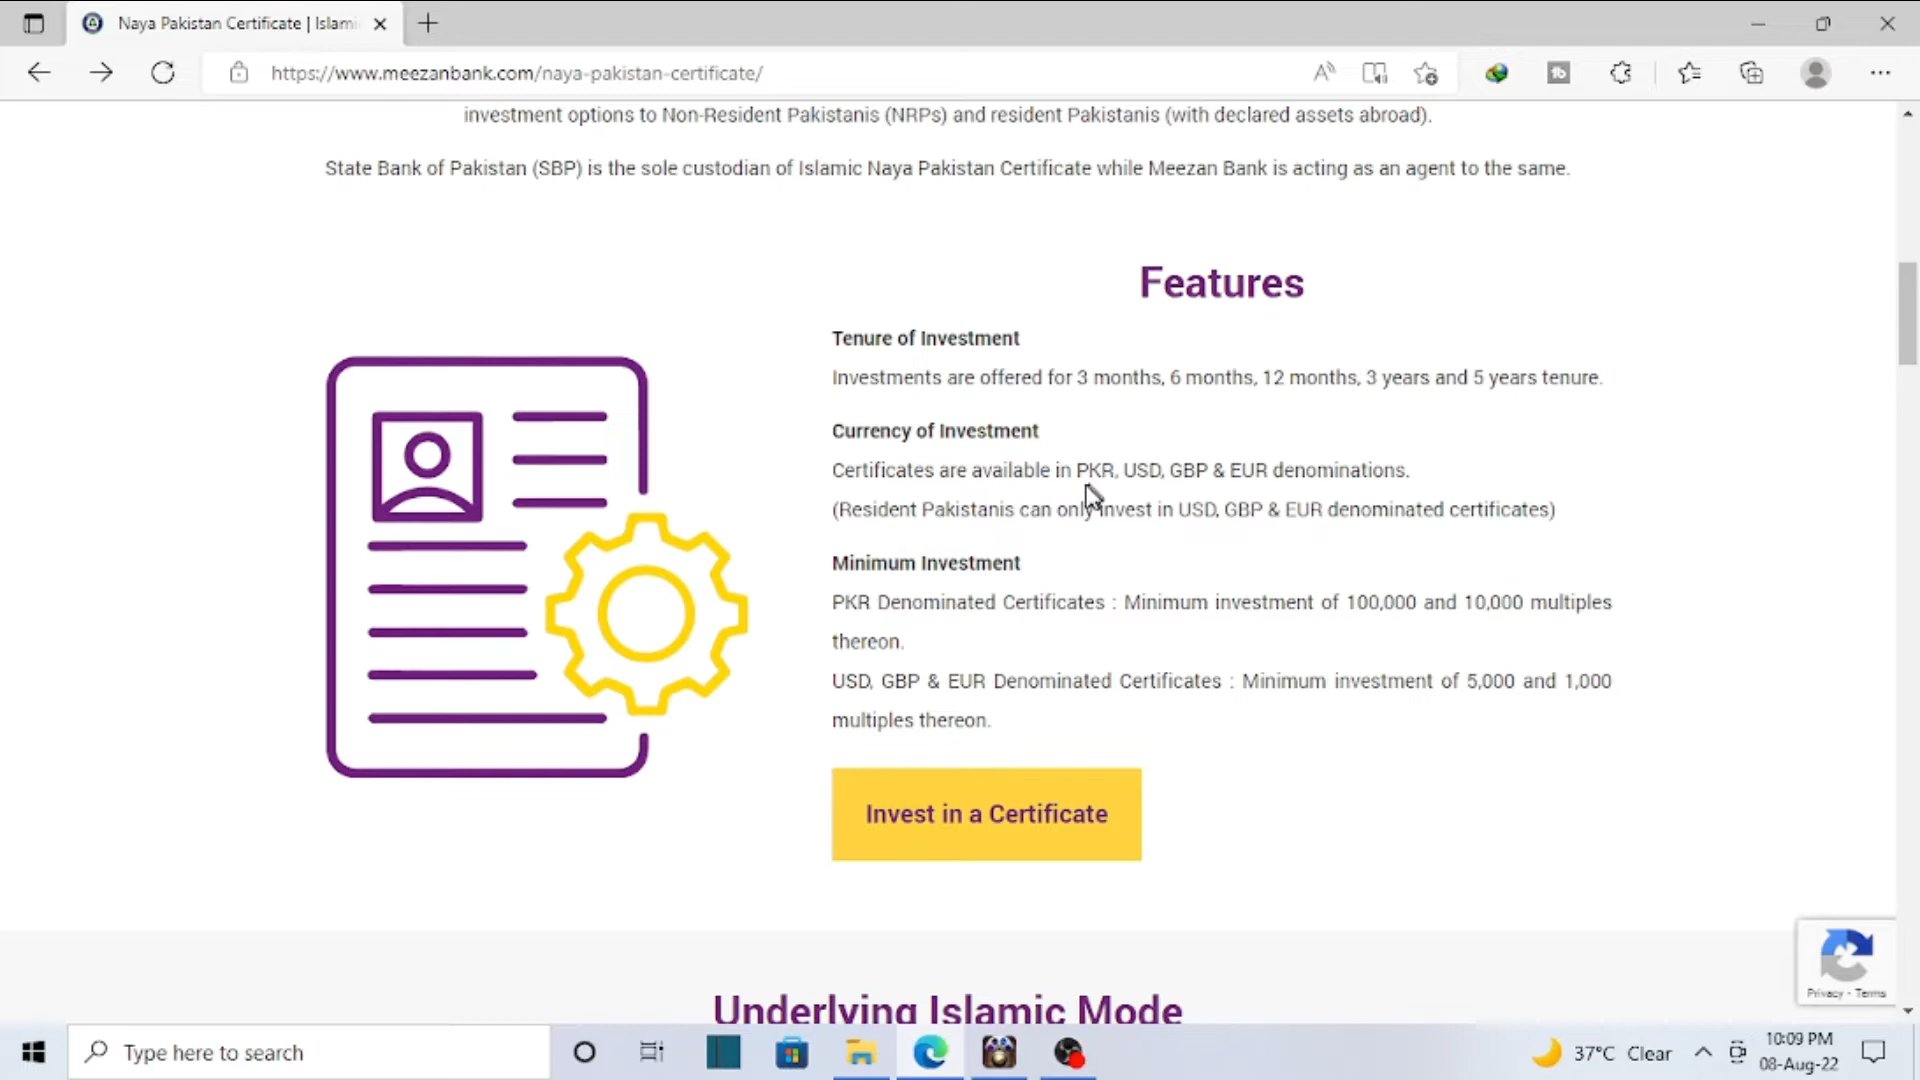 Naya Pakistan Certificate | Islami
https://www.meezanbank.com/naya-pakistan-certificate/
investment options to Non-Resident Pakistanis (NRPs) and resident Pakistanis (with declared assets abroad).
State Bank of Pakistan (SBP) is the sole custodian of Islamic Naya Pakistan Certificate while Meezan Bank is acting as an agent to the same.
Features
Tenure of Investment
Investments are offered for 3 months, 6 months, 12 months, 3 years and 5 years tenure.
Currency of Investment
Certificates are available in PKR, USD, GBP & EUR denominations.
(Resident Pakistanis can only invest in USD, GBP & EUR denominated certificates)
Minimum Investment
PKR Denominated Certificates : Minimum investment of 100,000 and 10,000 multiples
thereon.
USD, GBP & EUR Denominated Certificates : Minimum investment of 5,000 and 1,000
multiples thereon.
Invest in a Certificate
Privacy - Terms
Underlying Islamic Mode
Type here to search
37°C Clear
10:09 PM
08-Aug-22